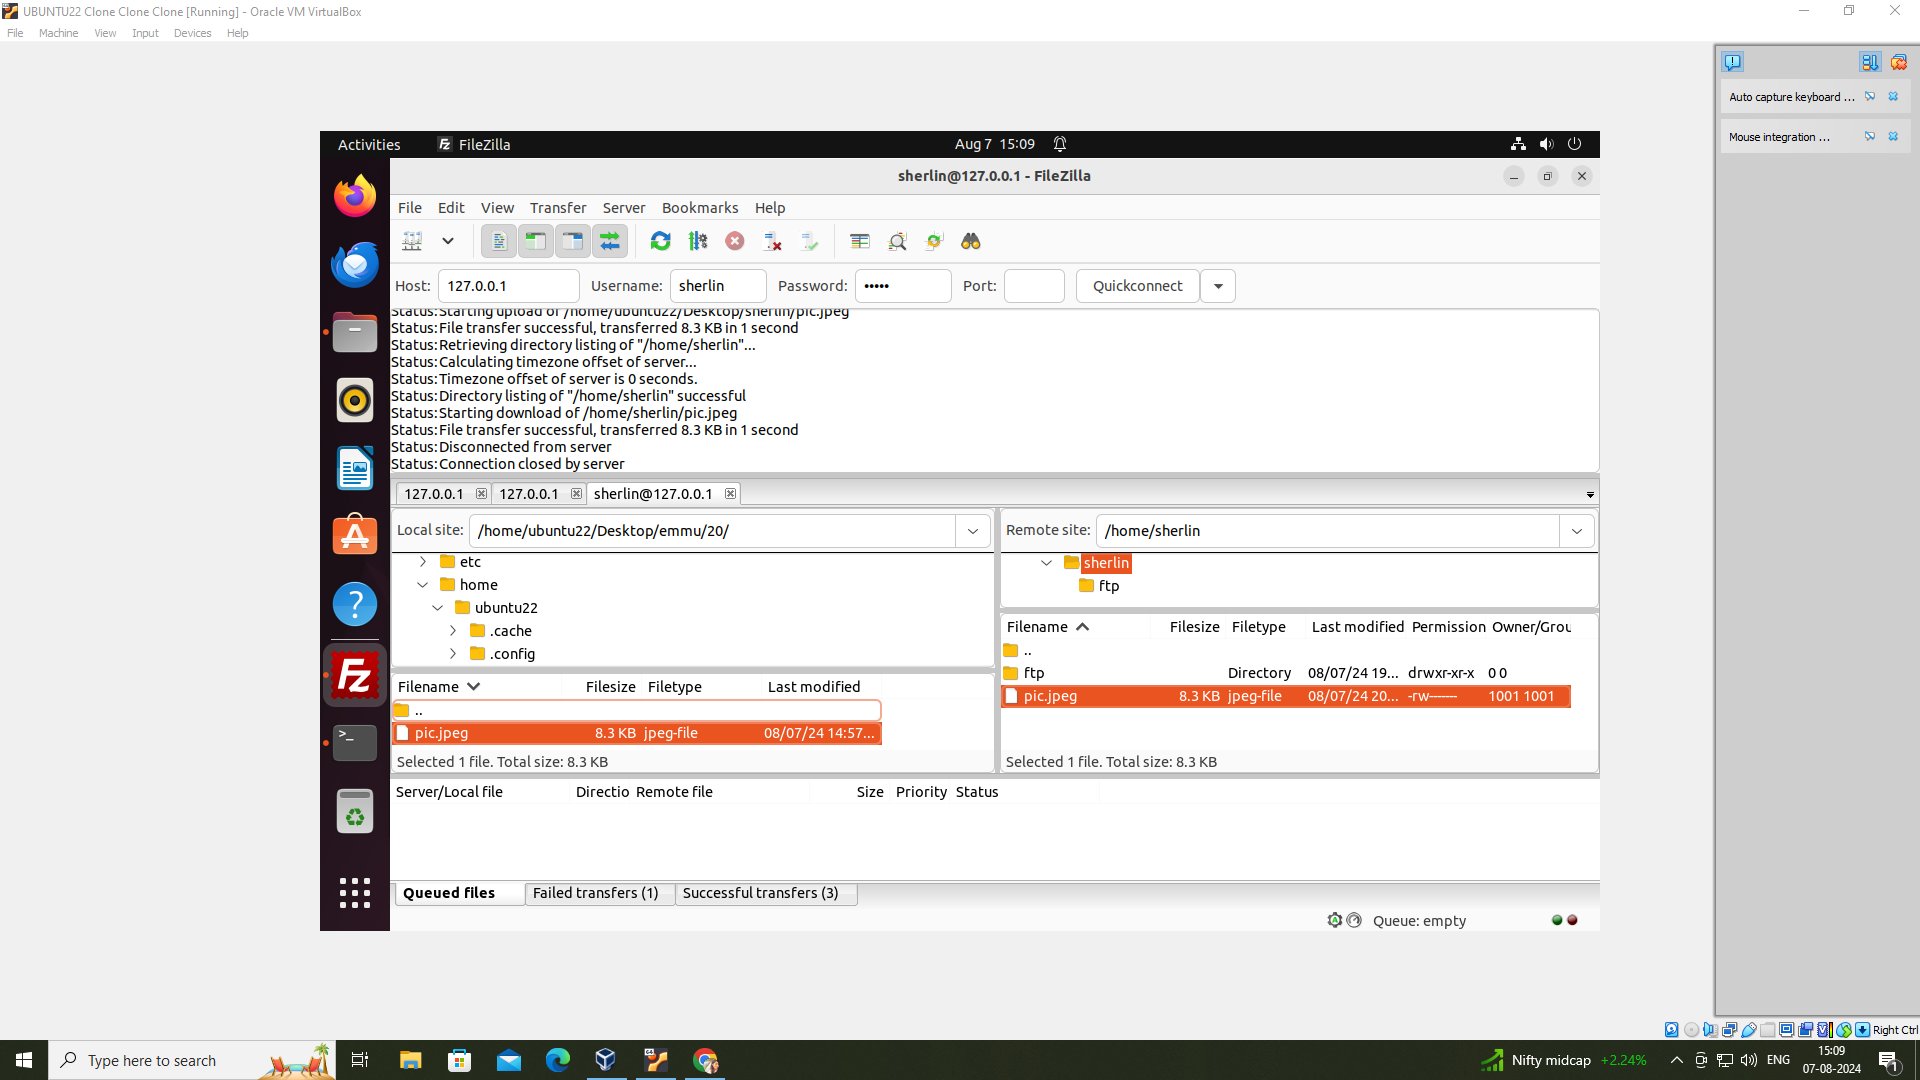 UBUNTU22 Clone Clone Clone [Running] - Oracle VM VirtualBox
File Machine View Input Devices Help
Auto capture keyboard ...
Mouse integration ...
Activities FileZilla Aug 7 15:09
sherlin@127.0.0.1 - FileZilla
File Edit View Transfer Server Bookmarks Help
Host: 127.0.0.1 Username: sherlin Password: ••••• Port: Quickconnect
Status:Starting upload of /home/ubuntu22/Desktop/sherlin/pic.jpeg
Status:File transfer successful, transferred 8.3 KB in 1 second
Status:Retrieving directory listing of "/home/sherlin"...
Status:Calculating timezone offset of server...
Status:Timezone offset of server is 0 seconds.
Status:Directory listing of "/home/sherlin" successful
Status:Starting download of /home/sherlin/pic.jpeg
Status:File transfer successful, transferred 8.3 KB in 1 second
Status:Disconnected from server
Status:Connection closed by server
127.0.0.1 127.0.0.1 sherlin@127.0.0.1
Local site: /home/ubuntu22/Desktop/emmu/20/
etc
home
ubuntu22
.cache
.config
Filename Filesize Filetype Last modified
..
pic.jpeg 8.3 KB jpeg-file 08/07/24 14:57...
Selected 1 file. Total size: 8.3 KB
Remote site: /home/sherlin
sherlin
ftp
Filename Filesize Filetype Last modified Permission Owner/Grou
..
ftp Directory 08/07/24 19... drwxr-xr-x 0 0
pic.jpeg 8.3 KB jpeg-file 08/07/24 20... -rw------- 1001 1001
Selected 1 file. Total size: 8.3 KB
Server/Local file Directio Remote file Size Priority Status
Queued files Failed transfers (1) Successful transfers (3)
Queue: empty
Right Ctrl
Type here to search
Nifty midcap +2.24%
ENG
15:09
07-08-2024
1